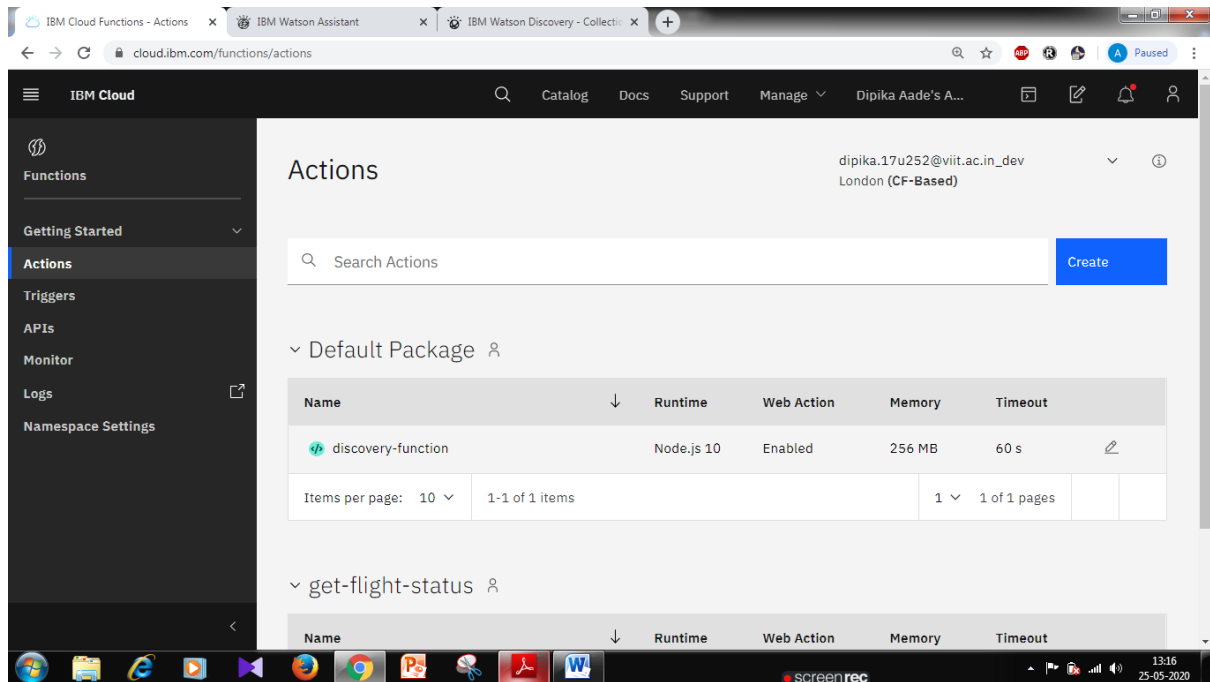 IBM Cloud Functions - Actions
IBM Watson Assistant
IBM Watson Discovery - Collectic
cloud.ibm.com/functions/actions
ABP
R
A Paused
IBM Cloud
Catalog Docs Support Manage Dipika Aade's A...
Functions
Getting Started
Actions
Triggers
APIs
Monitor
Logs
Namespace Settings
Actions
dipika.17u252@viit.ac.in_dev
London (CF-Based)
Search Actions
Create
Default Package
Name Runtime Web Action Memory Timeout
discovery-function Node.js 10 Enabled 256 MB 60 s
Items per page: 10 1-1 of 1 items 1 1 of 1 pages
get-flight-status
Name Runtime Web Action Memory Timeout
screenrec
13:16
25-05-2020